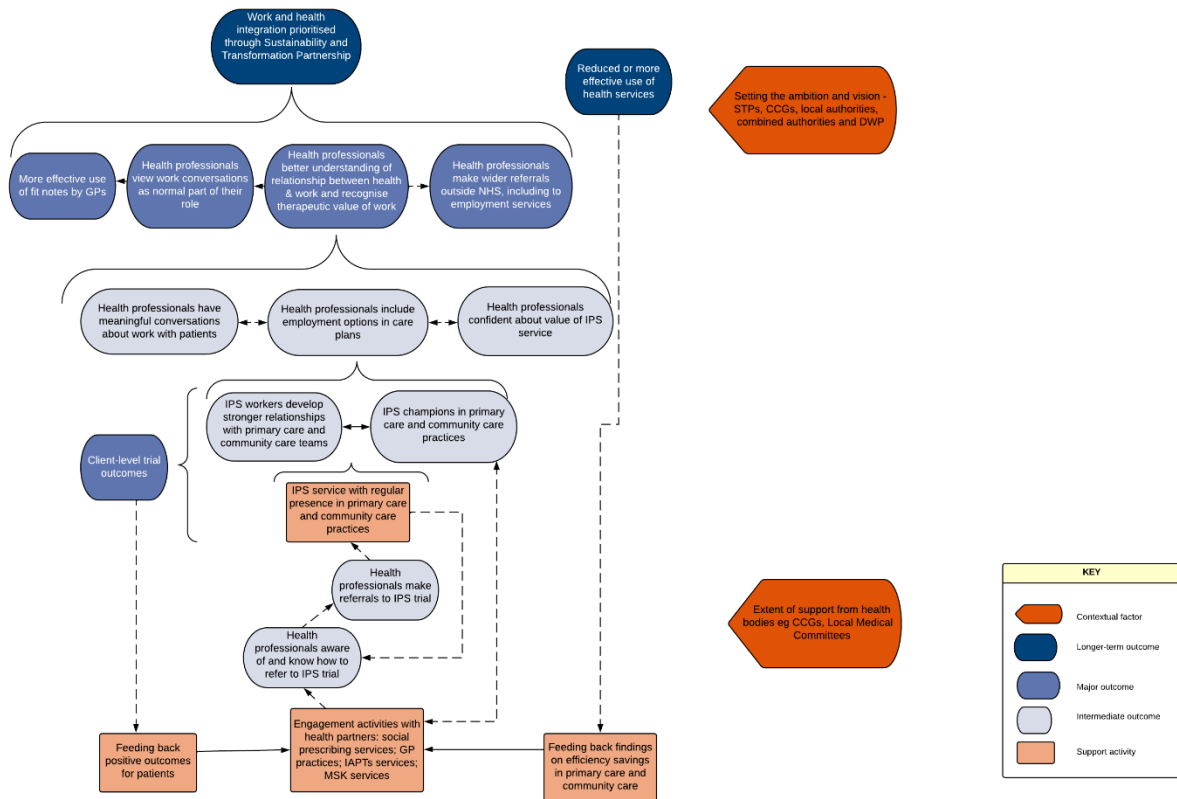 Work and health
integration prioritised
through Sustainability and
Transformation Partnership
Reduced or more
effective use of
health services
Setting the ambition and vision -
STPs, CCGs, local authorities,
combined authorities and DWP
More effective use
of fit notes by GPs
Health professionals
view work conversations
as normal part of their
role
Health professionals
better understanding of
relationship between health
& work and recognise
therapeutic value of work
Health professionals
make wider referrals
outside NHS, including to
employment services
Health professionals have
meaningful conversations
about work with patients
Health professionals include
employment options in care
plans
Health professionals
confident about value of IPS
service
IPS workers develop
stronger relationships
with primary care and
community care teams
IPS champions in primary
care and community care
practices
Client-level trial
outcomes
IPS service with regular
presence in primary care
and community care
practices
Health
professionals make
referrals to IPS trial
Health
professionals aware
of and know how to
refer to IPS trial
Extent of support from health
bodies eg CCGs, Local Medical
Committees
Feeding back
positive outcomes
for patients
Engagement activities with
health partners: social
prescribing services; GP
practices; IAPTs services;
MSK services
Feeding back findings
on efficiency savings
in primary care and
community care
KEY
Contextual factor
Longer-term outcome
Major outcome
Intermediate outcome
Support activity